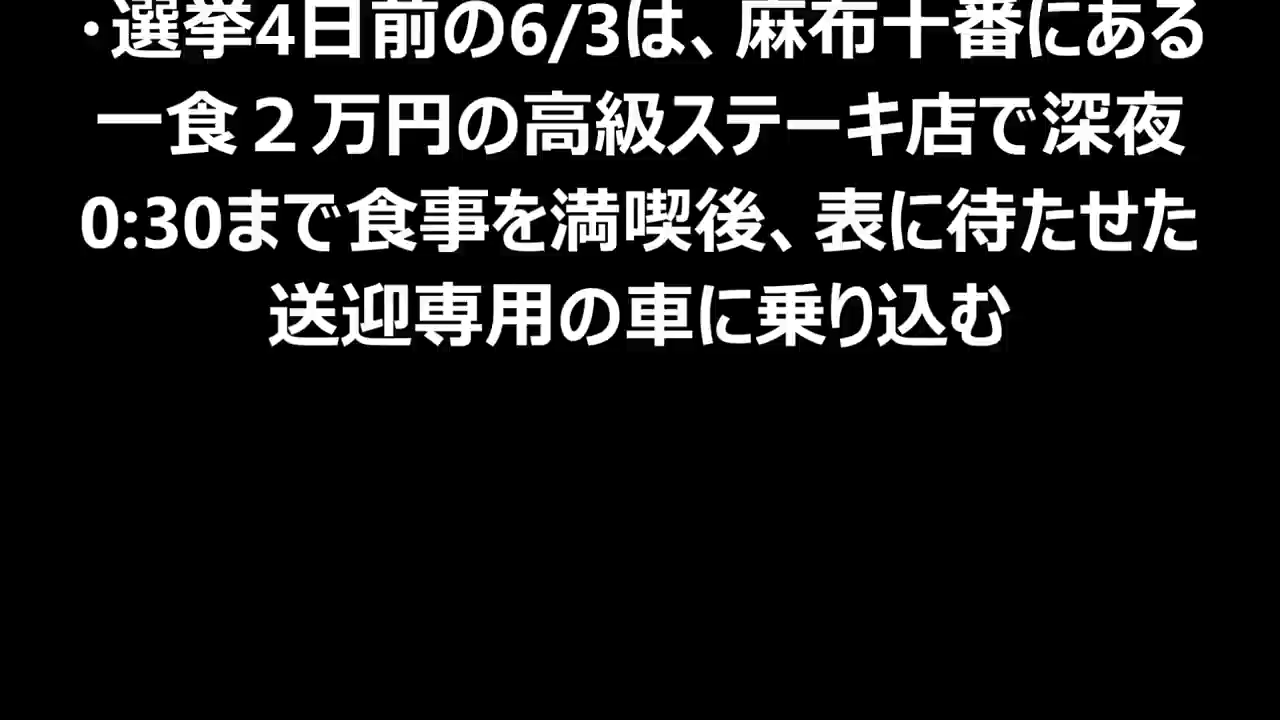 ・選挙4日前の6/3は、麻布十番にある
一食２万円の高級ステーキ店で深夜
0:30まで食事を満喫後、表に待たせた
送迎専用の車に乗り込む